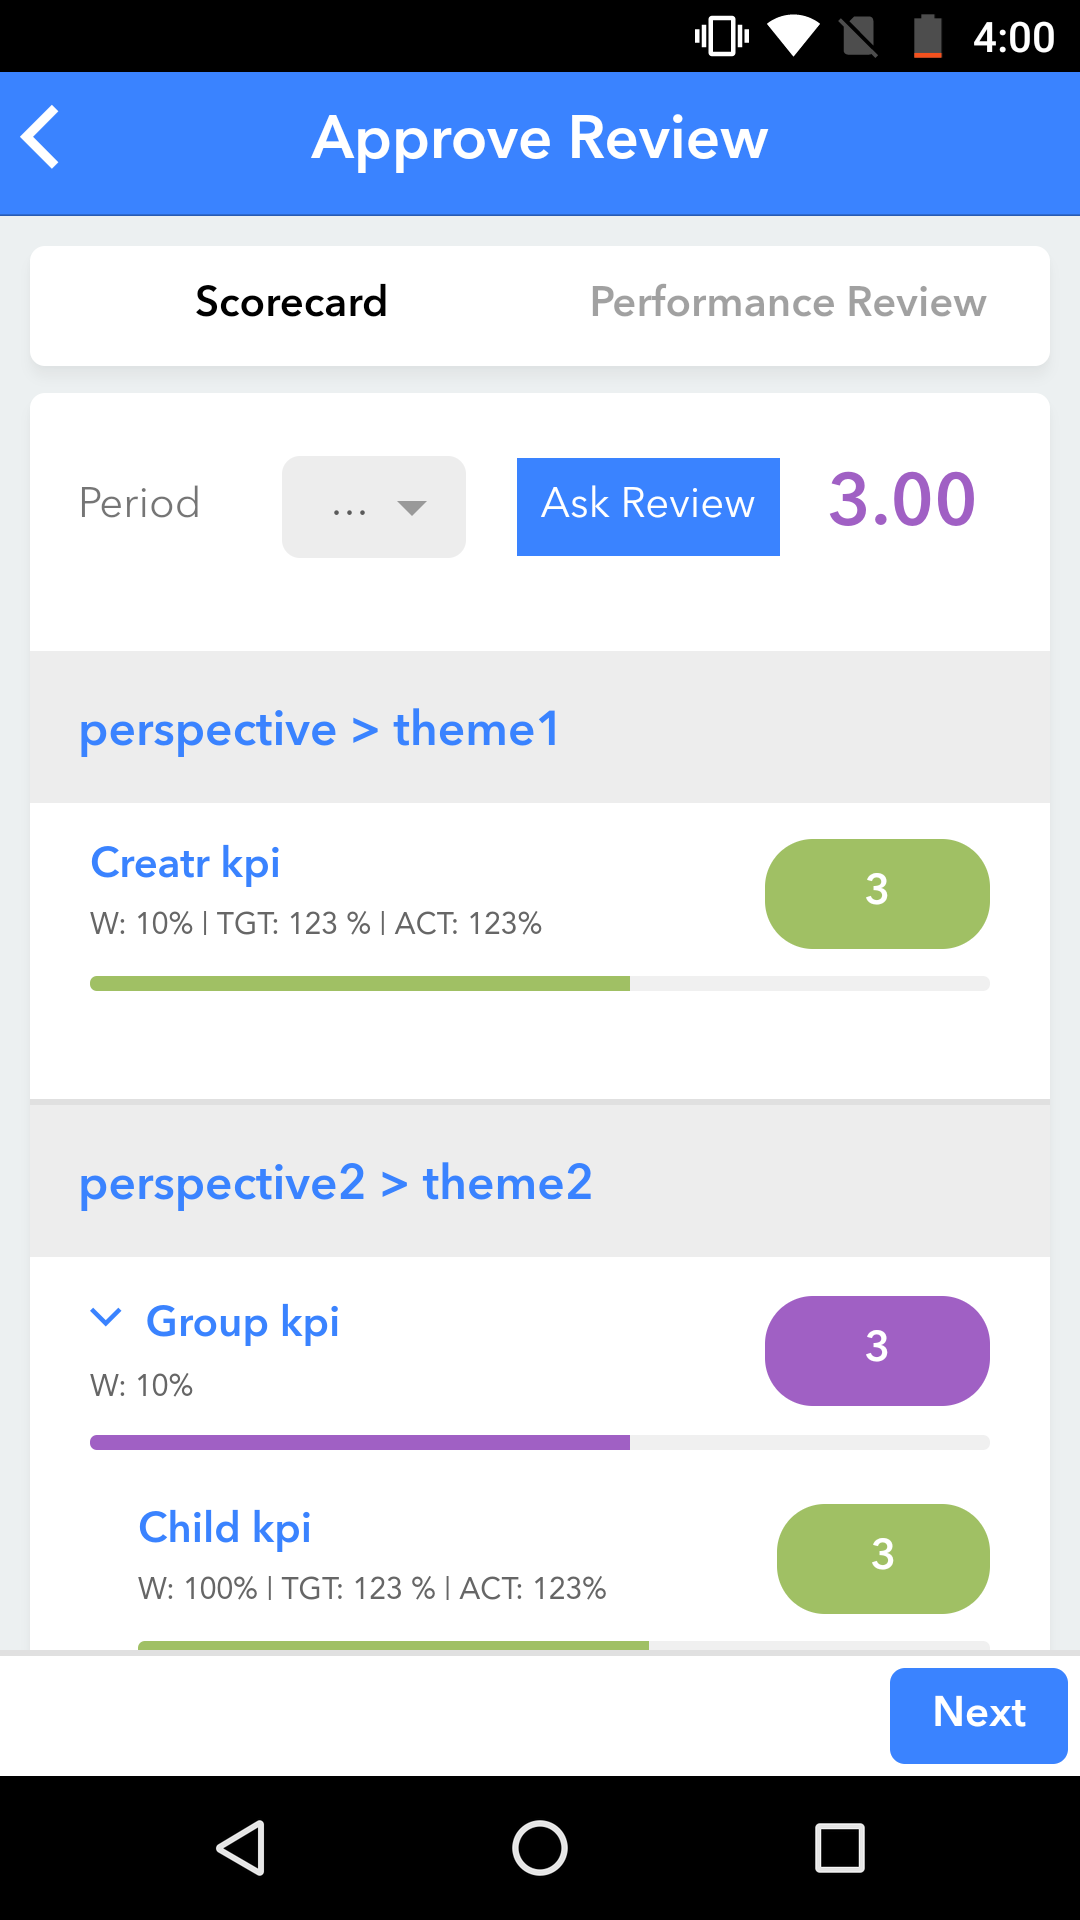 4:00
Approve Review
Scorecard Performance Review
Period ... Ask Review 3.00
perspective > theme1
Creatr kpi
3
W: 10% | TGT: 123 % | ACT: 123%
perspective2 > theme2
Group kpi
3
W: 10%
Child kpi
3
W: 100% | TGT: 123 % | ACT: 123%
Next